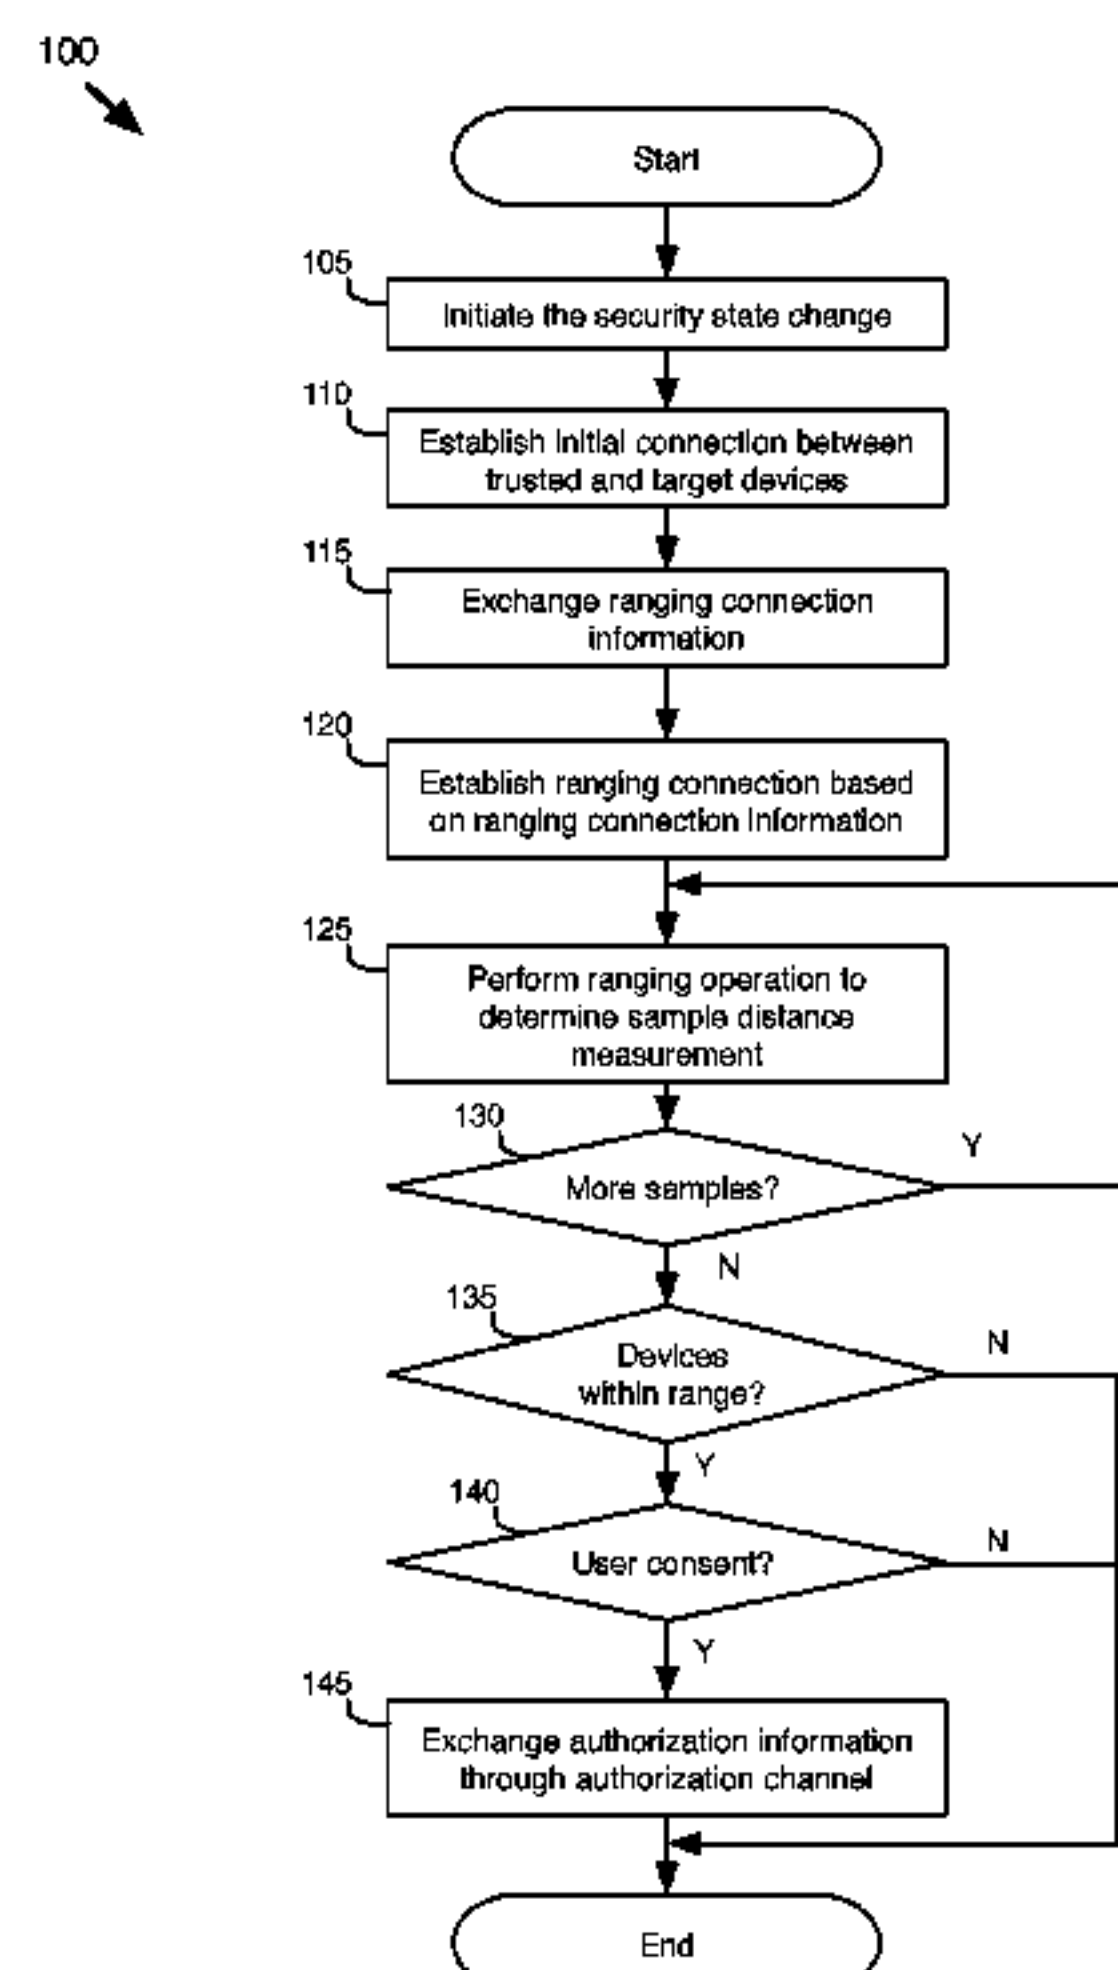 100
Start
105
Initiate the security state change
110
Establish initial connection between
trusted and target devices
115
Exchange ranging connection
information
120
Establish ranging connection based
on ranging connection information
125
Perform ranging operation to
determine sample distance
measurement
130
More samples?
Y
N
135
Devices
within range?
N
Y
140
User consent?
N
Y
145
Exchange authorization information
through authorization channel
End